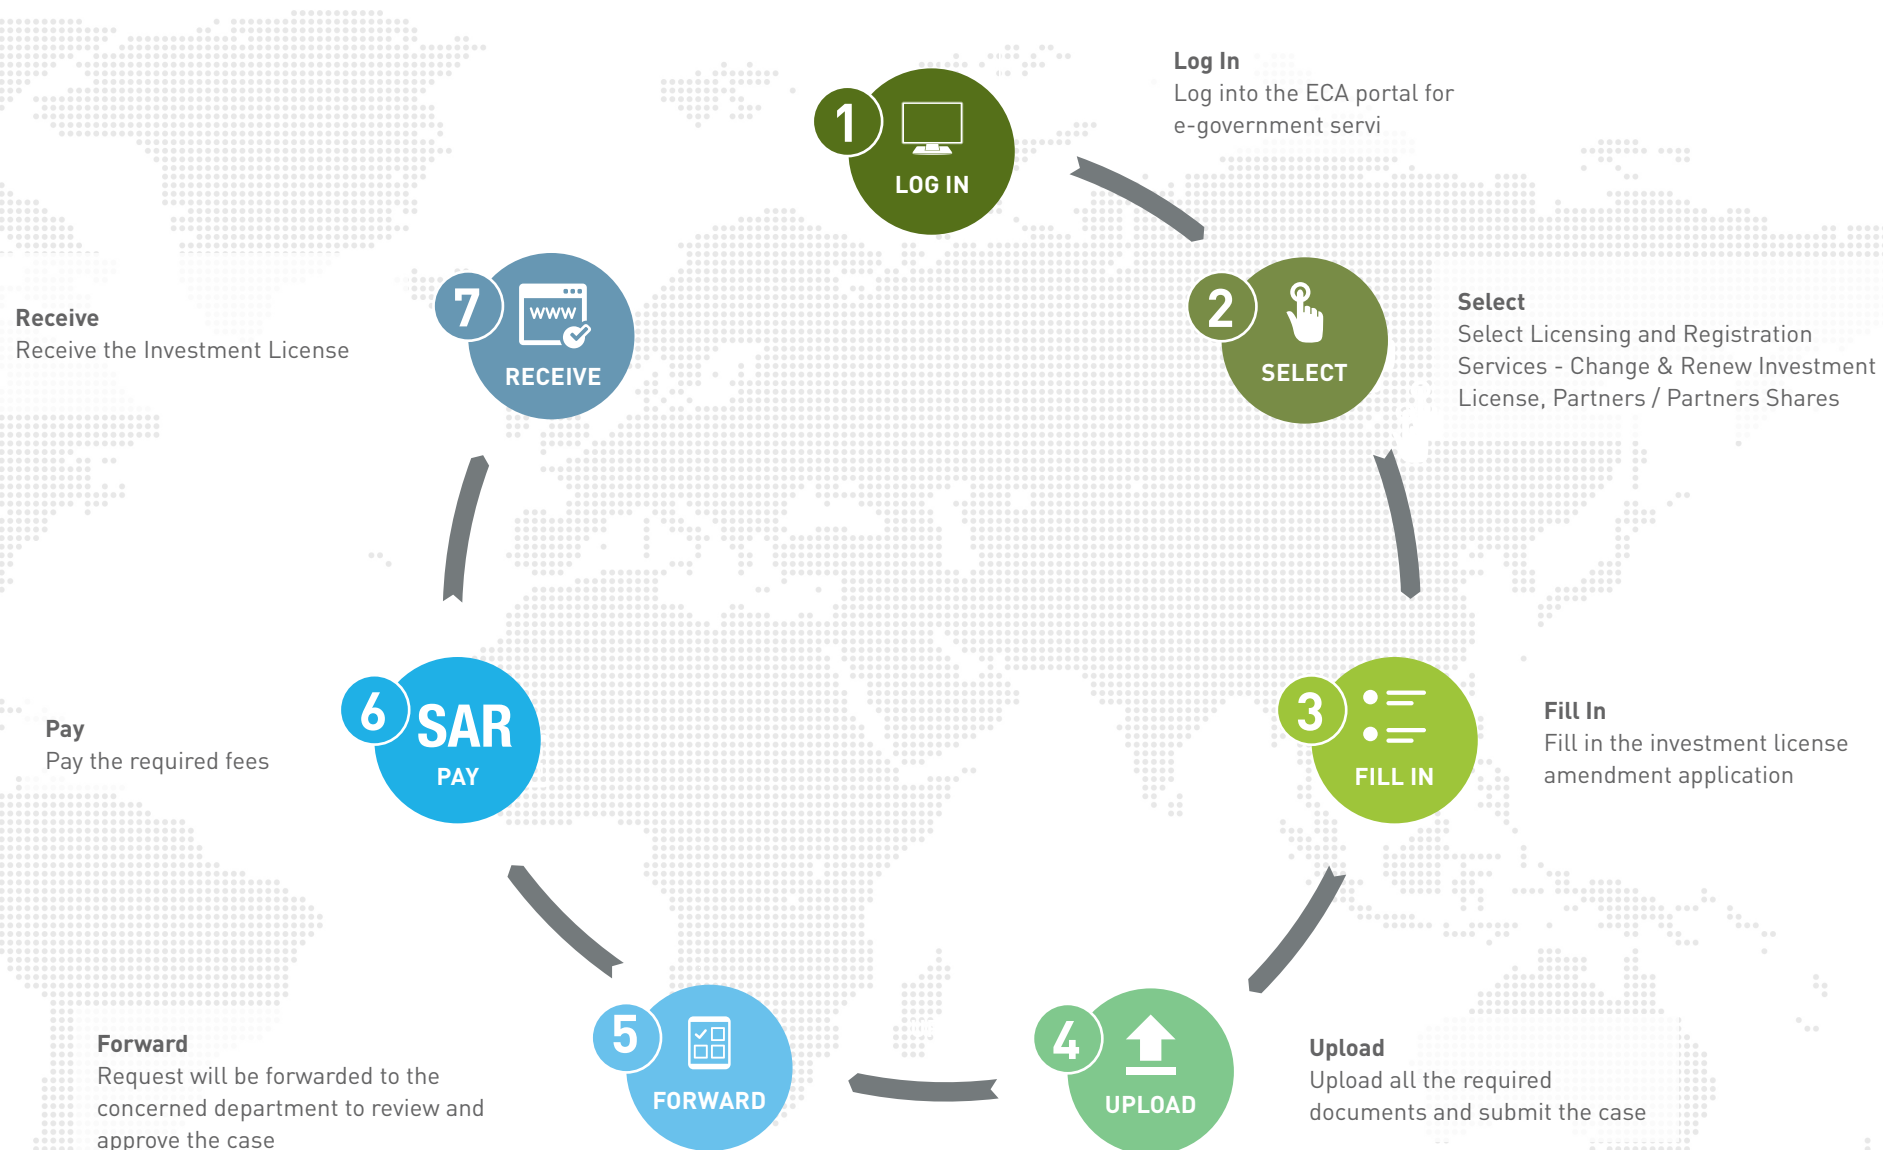 1
LOG IN
Log In
Log into the ECA portal for
e-government servi
2
SELECT
Select
Select Licensing and Registration
Services - Change & Renew Investment
License, Partners / Partners Shares
3
FILL IN
Fill In
Fill in the investment license
amendment application
4
UPLOAD
Upload
Upload all the required
documents and submit the case
5
FORWARD
Forward
Request will be forwarded to the
concerned department to review and
approve the case
6
SAR
PAY
Pay
Pay the required fees
7
WWW
RECEIVE
Receive
Receive the Investment License